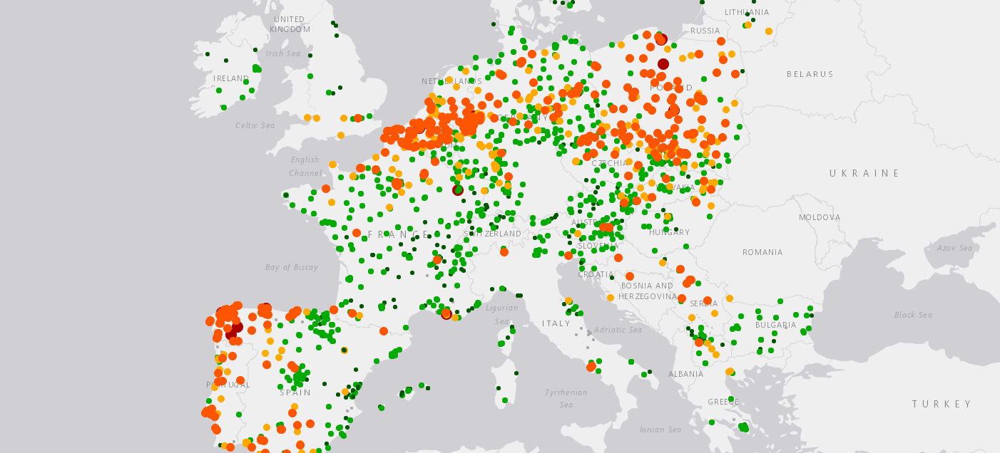 LITHUANIA
UNITED
KINGDOM
RUSSIA
Irish Sea
BELARUS
IRELAND
NETHERLANDS
POLAND
GERMANY
Celtic Sea
English
Channel
CZECHIA
UKRAINE
SLOVAKIA
MOLDOVA
AUSTRIA
FRANCE
SWITZERLAND
HUNGARY
SLOVENIA
Azov Sea
ROMANIA
Bay of Biscay
CROATIA
BOSNIA AND
HERZEGOVINA
SERBIA
Ligurian
Sea
Black Sea
ITALY
Adriatic Sea
BULGARIA
ALBANIA
PORTUGAL
SPAIN
Tyrrhenian
Sea
GREECE
TURKEY
Ionian Sea